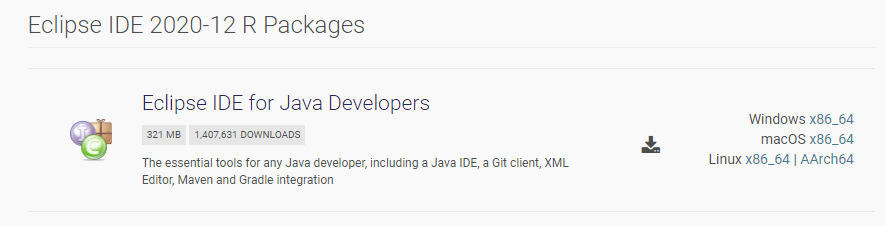 Eclipse IDE 2020-12 R Packages
Eclipse IDE for Java Developers
321 MB 1,407,631 DOWNLOADS
The essential tools for any Java developer, including a Java IDE, a Git client, XML
Editor, Maven and Gradle integration
Windows x86_64
macOS x86_64
Linux x86_64 | AArch64